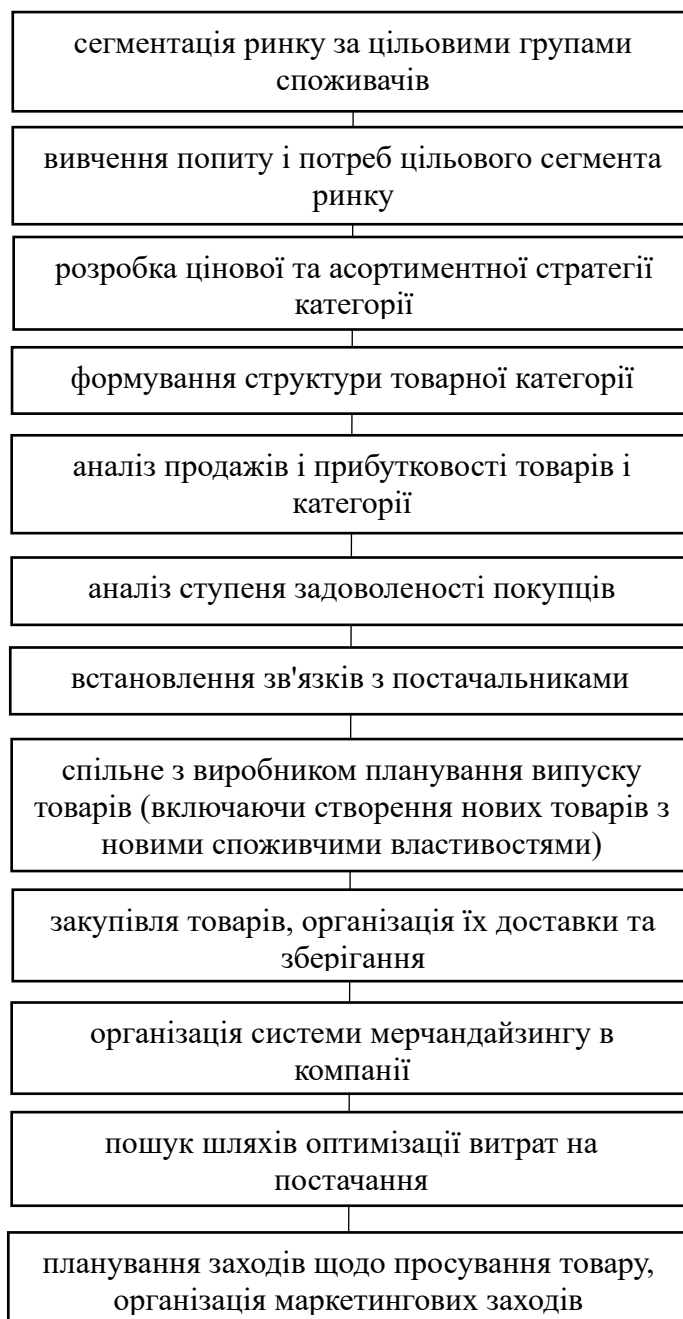 сегментація ринку за цільовими групами
споживачів
вивчення попиту і потреб цільового сегмента
ринку
розробка цінової та асортиментної стратегії
категорії
формування структури товарної категорії
аналіз продажів і прибутковості товарів і
категорії
аналіз ступеня задоволеності покупців
встановлення зв'язків з постачальниками
спільне з виробником планування випуску
товарів (включаючи створення нових товарів з
новими споживчими властивостями)
закупівля товарів, організація їх доставки та
зберігання
організація системи мерчандайзингу в
компанії
пошук шляхів оптимізації витрат на
постачання
планування заходів щодо просування товару,
організація маркетингових заходів